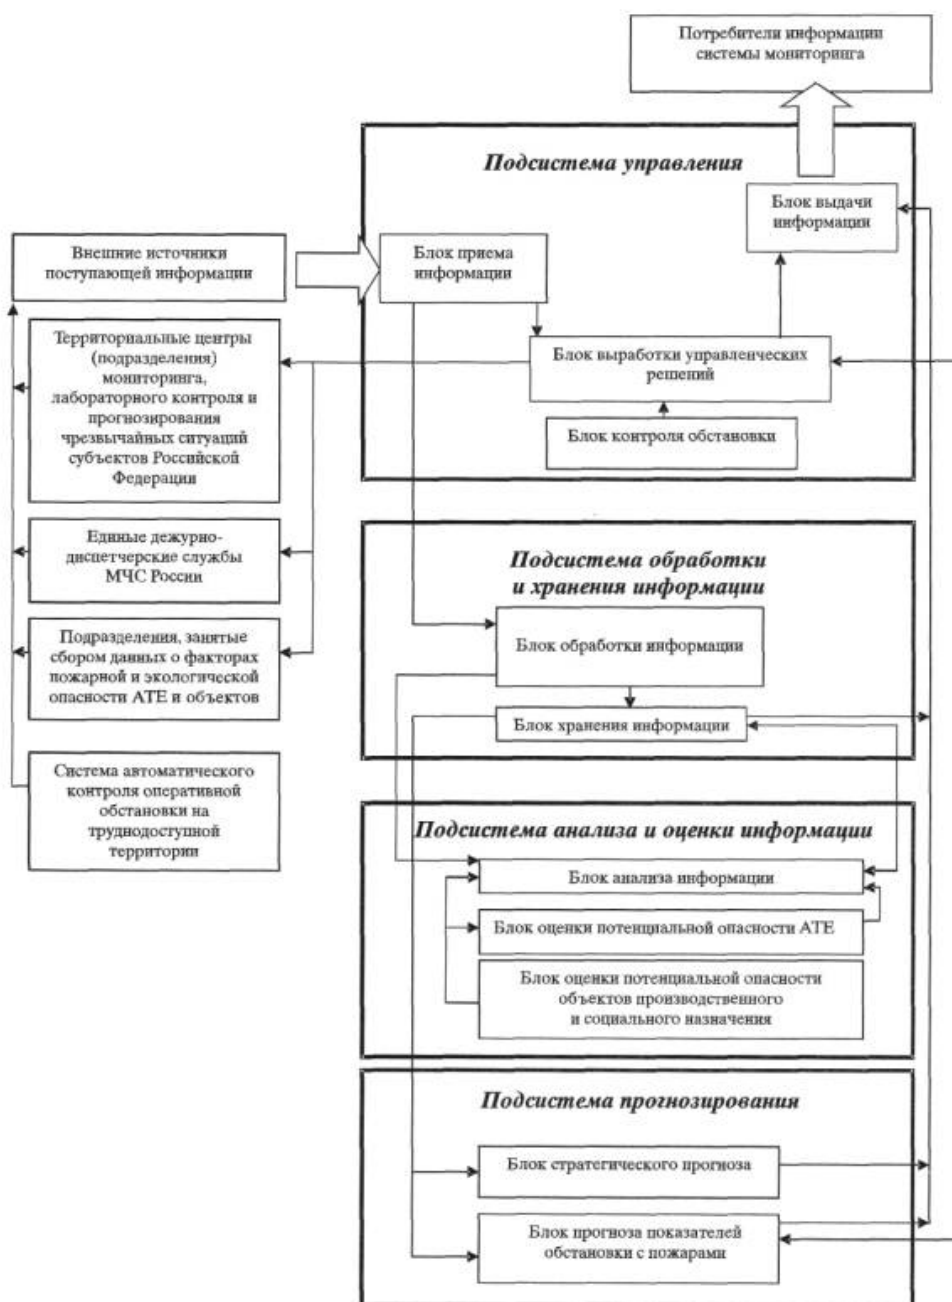 Потребители информации
системы мониторинга
Подсистема управления
Блок выдачи
информации
Внешние источники
поступающей информации
Блок приема
информации
Территориальные центры
(подразделения)
мониторинга,
лабораторного контроля и
прогнозирования
чрезвычайных ситуаций
субъектов Российской
Федерации
Блок выработки управленческих
решений
Блок контроля обстановки
Единые дежурно-
диспетчерские службы
МЧС России
Подсистема обработки
и хранения информации
Подразделения, занятые
сбором данных о факторах
пожарной и экологической
опасности АТЕ и объектов
Блок обработки информации
Блок хранения информации
Система автоматического
контроля оперативной
обстановки на
труднодоступной
территории
Подсистема анализа и оценки информации
Блок анализа информации
Блок оценки потенциальной опасности АТЕ
Блок оценки потенциальной опасности
объектов производственного
и социального назначения
Подсистема прогнозирования
Блок стратегического прогноза
Блок прогноза показателей
обстановки с пожарами